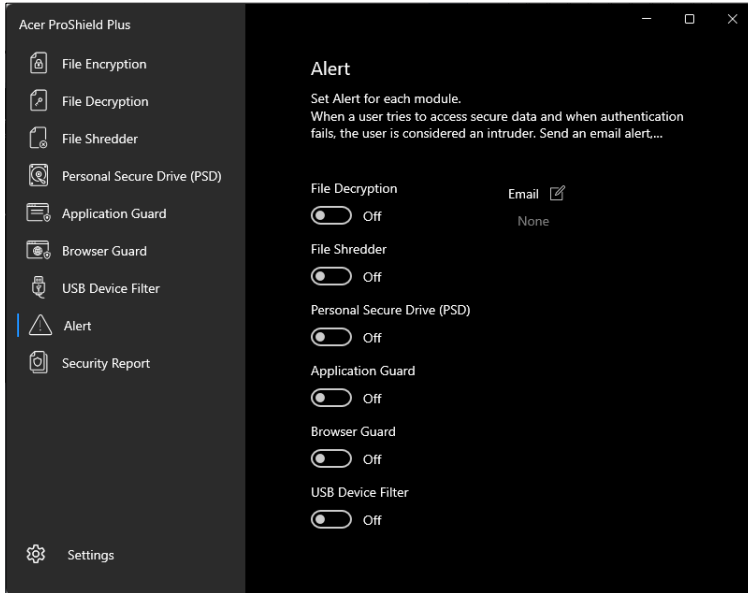 Acer ProShield Plus
File Encryption
File Decryption
File Shredder
Personal Secure Drive (PSD)
Application Guard
Browser Guard
USB Device Filter
Alert
Security Report
Settings
Alert
Set Alert for each module.
When a user tries to access secure data and when authentication
fails, the user is considered an intruder. Send an email alert,...
File Decryption
Off
Email
None
File Shredder
Off
Personal Secure Drive (PSD)
Off
Application Guard
Off
Browser Guard
Off
USB Device Filter
Off